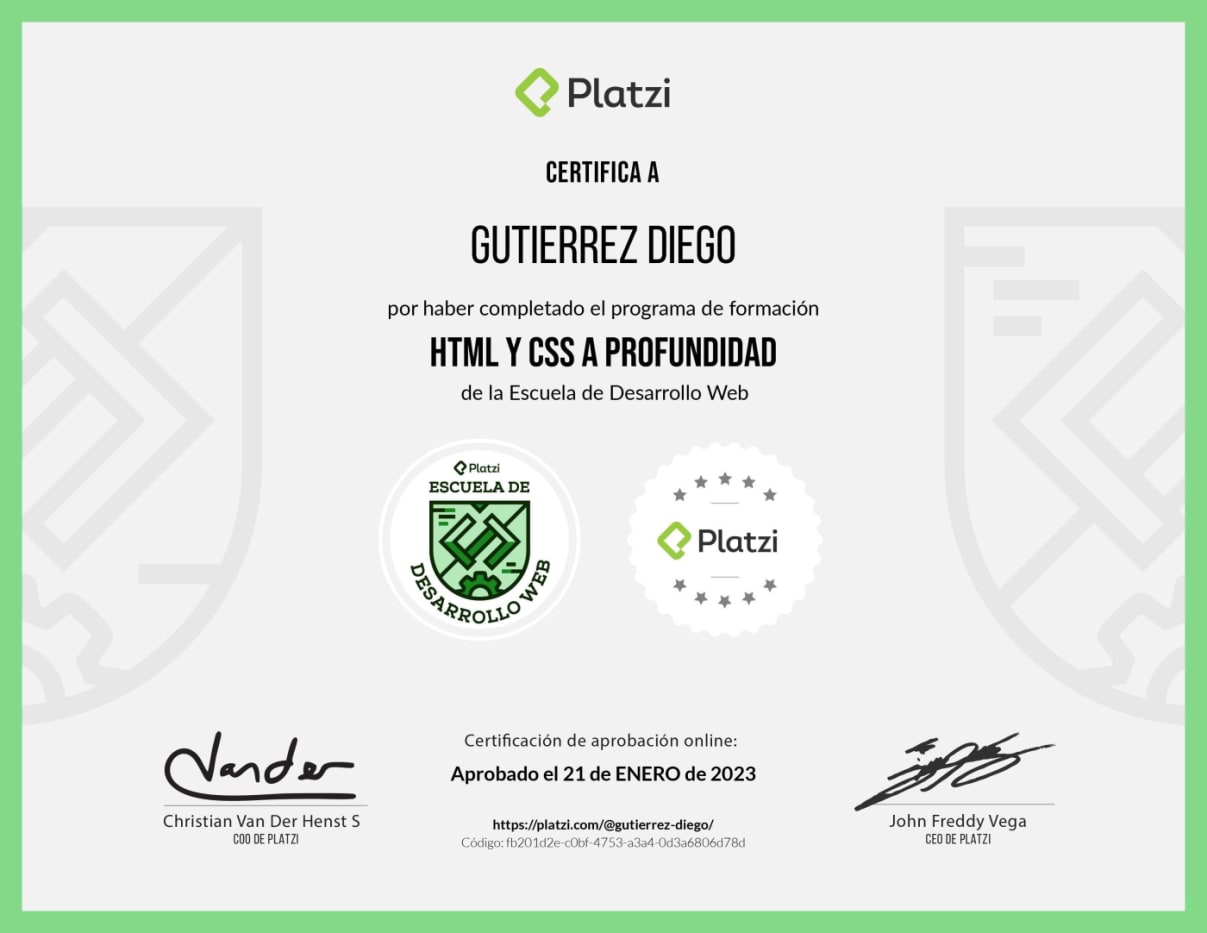 Platzi
CERTIFICA A
GUTIERREZ DIEGO
por haber completado el programa de formación
HTML Y CSS A PROFUNDIDAD
de la Escuela de Desarrollo Web
Platzi
ESCUELA DE
DESARROLLO WEB
Platzi
Vander
Christian Van Der Henst S
COO DE PLATZI
Certificación de aprobación online:
Aprobado el 21 de ENERO de 2023
https://platzi.com/@gutierrez-diego/
Código: fb201d2e-c0bf-4753-a3a4-0d3a6806d78d
John Freddy Vega
CEO DE PLATZI